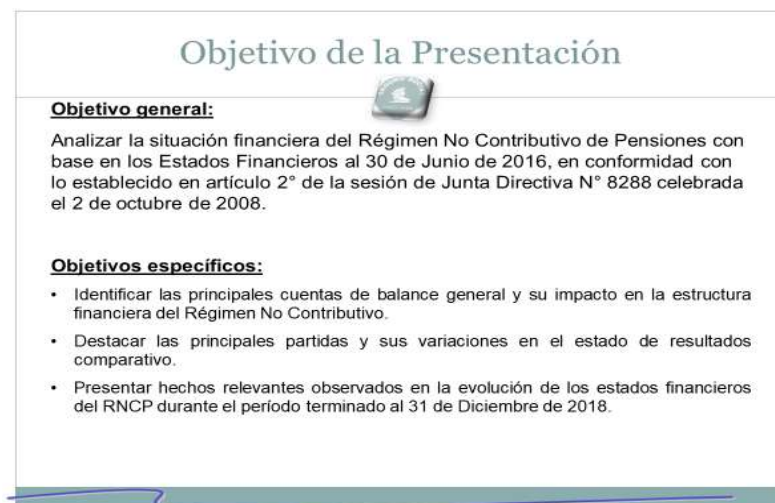 Objetivo de la Presentación
Objetivo general:
Analizar la situación financiera del Régimen No Contributivo de Pensiones con
base en los Estados Financieros al 30 de Junio de 2016, en conformidad con
lo establecido en artículo 2° de la sesión de Junta Directiva N° 8288 celebrada
el 2 de octubre de 2008.
Objetivos específicos:
• Identificar las principales cuentas de balance general y su impacto en la estructura
financiera del Régimen No Contributivo.
• Destacar las principales partidas y sus variaciones en el estado de resultados
comparativo.
• Presentar hechos relevantes observados en la evolución de los estados financieros
del RNCP durante el período terminado al 31 de Diciembre de 2018.